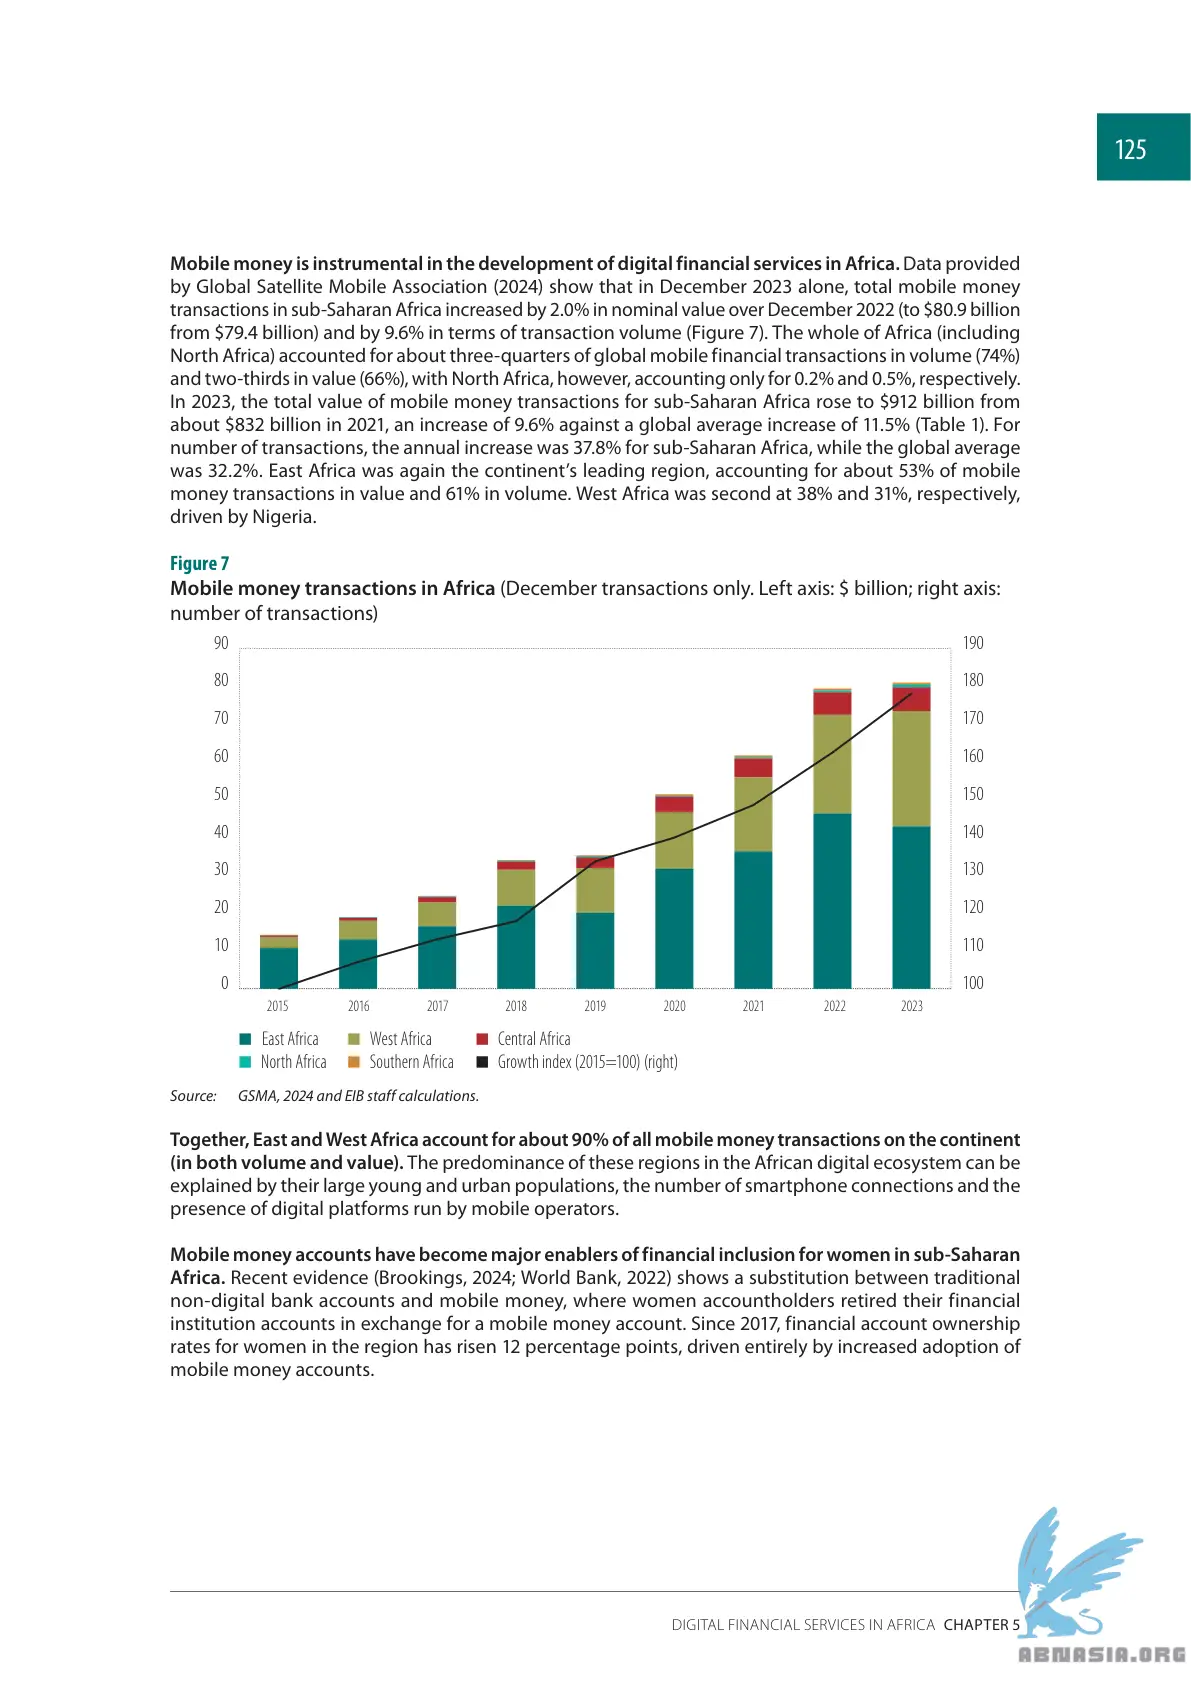 125
Mobile money is instrumental in the development of digital financial services in Africa. Data provided
by Global Satellite Mobile Association (2024) show that in December 2023 alone, total mobile money
transactions in sub-Saharan Africa increased by 2.0% in nominal value over December 2022 (to $80.9 billion
from $79.4 billion) and by 9.6% in terms of transaction volume (Figure 7). The whole of Africa (including
North Africa) accounted for about three-quarters of global mobile financial transactions in volume (74%)
and two-thirds in value (66%), with North Africa, however, accounting only for 0.2% and 0.5%, respectively.
In 2023, the total value of mobile money transactions for sub-Saharan Africa rose to $912 billion from
about $832 billion in 2021, an increase of 9.6% against a global average increase of 11.5% (Table 1). For
number of transactions, the annual increase was 37.8% for sub-Saharan Africa, while the global average
was 32.2%. East Africa was again the continent’s leading region, accounting for about 53% of mobile
money transactions in value and 61% in volume. West Africa was second at 38% and 31%, respectively,
driven by Nigeria.
Figure 7
Mobile money transactions in Africa (December transactions only. Left axis: $ billion; right axis:
number of transactions)
90 190
80 180
70 170
60 160
50 150
40 140
30 130
20 120
10 110
0 100
2015 2016 2017 2018 2019 2020 2021 2022 2023
East Africa West Africa Central Africa
North Africa Southern Africa Growth index (2015=100) (right)
Source: GSMA, 2024 and EIB staff calculations.
Together, East and West Africa account for about 90% of all mobile money transactions on the continent
(in both volume and value). The predominance of these regions in the African digital ecosystem can be
explained by their large young and urban populations, the number of smartphone connections and the
presence of digital platforms run by mobile operators.
Mobile money accounts have become major enablers of financial inclusion for women in sub-Saharan
Africa. Recent evidence (Brookings, 2024; World Bank, 2022) shows a substitution between traditional
non-digital bank accounts and mobile money, where women accountholders retired their financial
institution accounts in exchange for a mobile money account. Since 2017, financial account ownership
rates for women in the region has risen 12 percentage points, driven entirely by increased adoption of
mobile money accounts.
DIGITAL FINANCIAL SERVICES IN AFRICA CHAPTER 5
ABNASIA.ORG